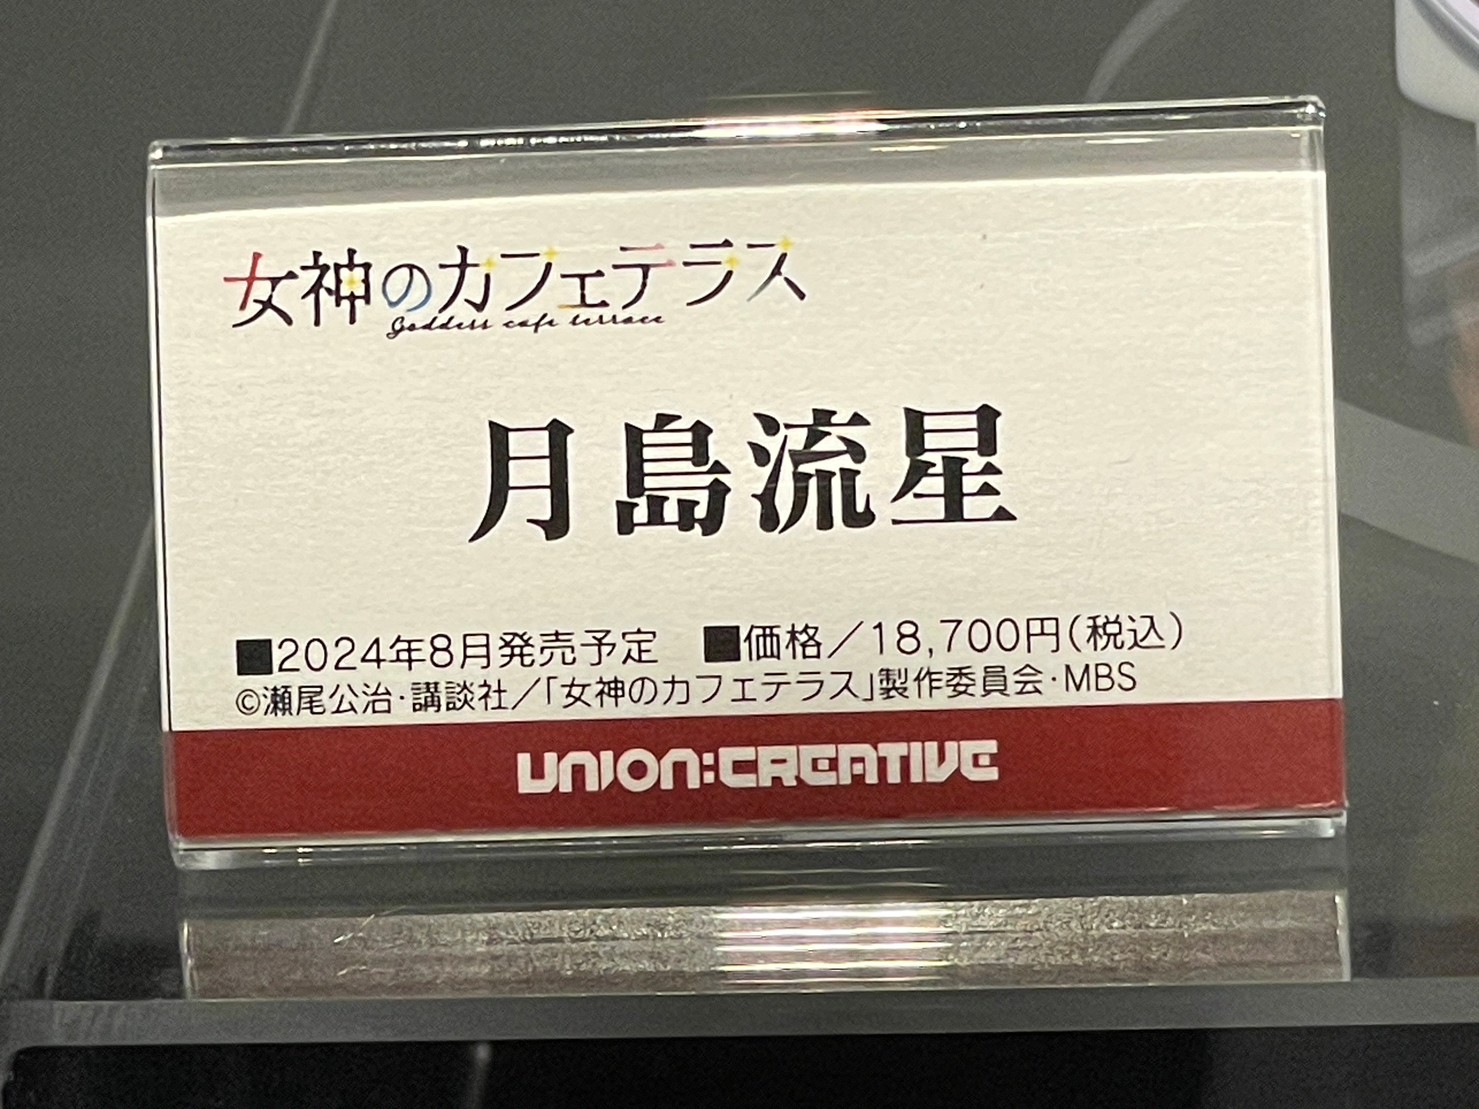 女神のカフェテラス
goddess cafe terrace
月島流星
■2024年8月発売予定 ■価格／18,700円(税込)
©瀬尾公治・講談社／「女神のカフェテラス」製作委員会・MBS
UNION:CREATIVE